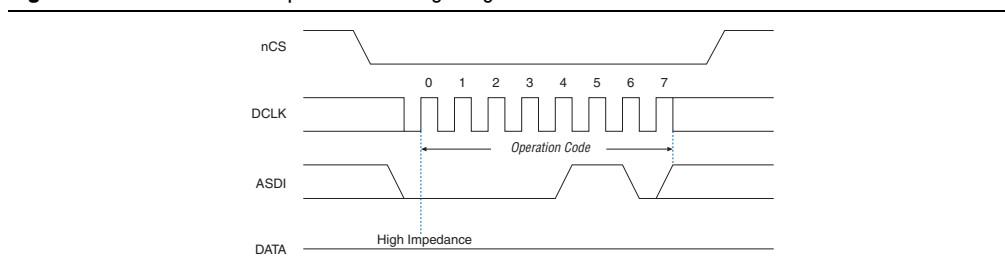 nCS
0 1 2 3 4 5 6 7
DCLK
Operation Code
ASDI
High Impedance
DATA